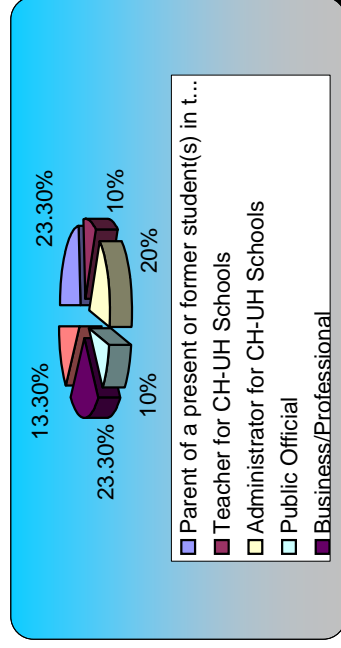 13.30%
23.30%
23.30%
10%
10%
20%
Parent of a present or former student(s) in t...
Teacher for CH-UH Schools
Administrator for CH-UH Schools
Public Official
Business/Professional